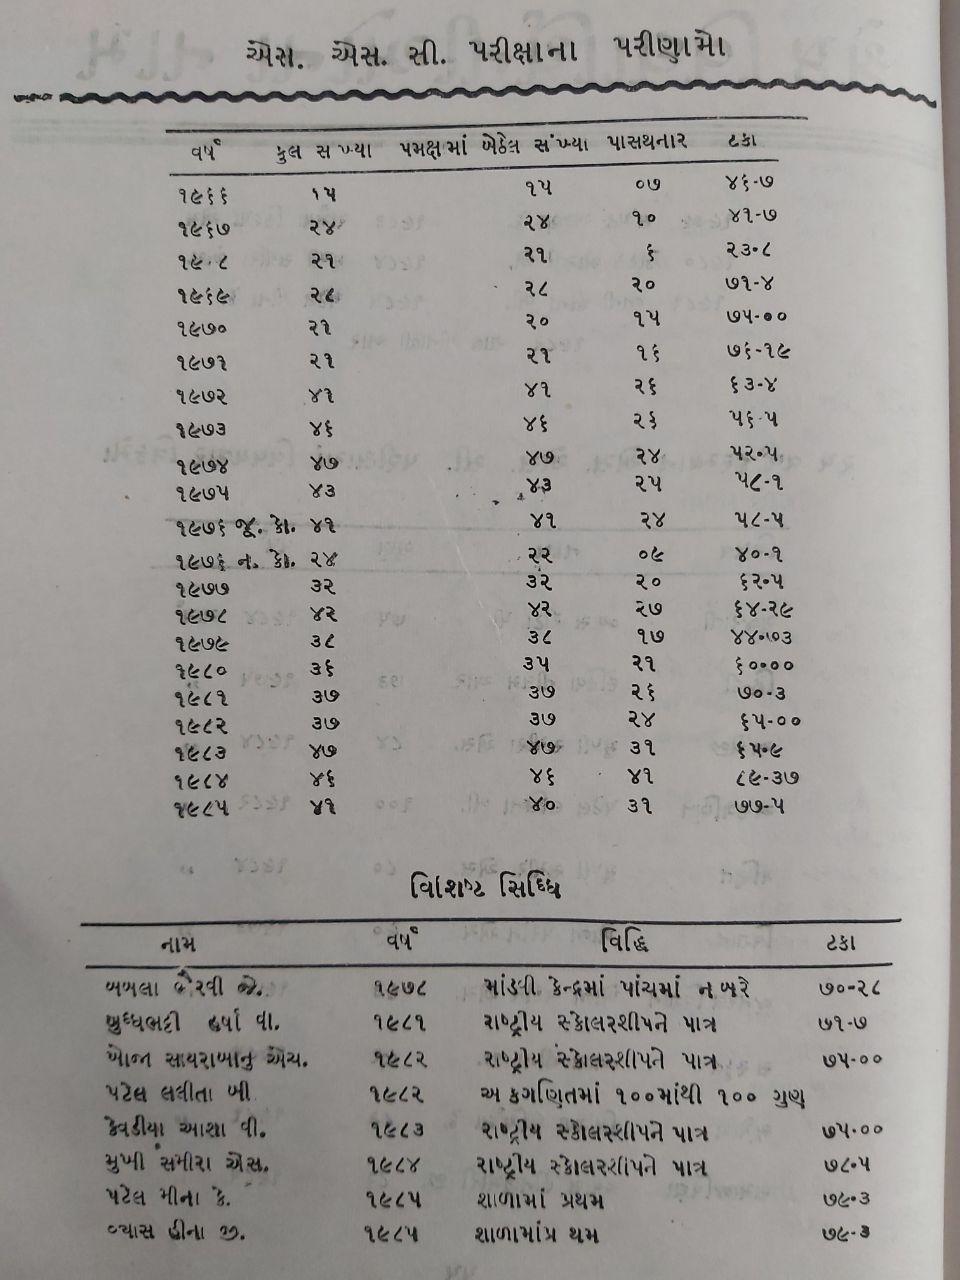 એસ. એસ. સી. પરીક્ષાના પરીણામો
વર્ષ કુલ સખ્યા પમક્ષમાં બેઠેલ સંખ્યા પાસથનાર ટકા
૧૯૬૬ ૧૫ ૧૫ ૦૭ ૪૬-૭
૧૯૬૭ ૨૪ ૨૪ ૧૦ ૪૧-૭
૧૯૬૮ ૨૧ ૨૧ ૬ ૨૩•૮
૧૯૬૯ ૨૮ ૨૮ ૨૦ ૭૧-૪
૧૯૭૦ ૨૧ ૨૦ ૧૫ ૭૫-૦૦
૧૯૭૧ ૨૧ ૨૧ ૧૬ ૭૬-૧૯
૧૯૭૨ ૪૧ ૪૧ ૨૬ ૬૩-૪
૧૯૭૩ ૪૬ ૪૬ ૨૬ ૫૬-૫
૧૯૭૪ ૪૭ ૪૭ ૨૪ ૫૨•૫
૧૯૭૫ ૪૩ ૪૩ ૨૫ ૫૮-૧
૧૯૭૬ જૂ. કો. ૪૧ ૪૧ ૨૪ ૫૮-૫
૧૯૭૬ ન. કો. ૨૪ ૨૨ ૦૯ ૪૦-૧
૧૯૭૭ ૩૨ ૩૨ ૨૦ ૬૨•૫
૧૯૭૮ ૪૨ ૪૨ ૨૭ ૬૪-૨૯
૧૯૭૯ ૩૮ ૩૮ ૧૭ ૪૪•૭૩
૧૯૮૦ ૩૬ ૩૫ ૨૧ ૬૦•૦૦
૧૯૮૧ ૩૭ ૩૭ ૨૬ ૭૦-૩
૧૯૮૨ ૩૭ ૩૭ ૨૪ ૬૫-૦૦
૧૯૮૩ ૪૭ ૪૭ ૩૧ ૬૫•૯
૧૯૮૪ ૪૬ ૪૬ ૪૧ ૮૯-૩૭
૧૯૮૫ ૪૧ ૪૦ ૩૧ ૭૭-૫
વિશિષ્ટ સિધ્ધિ
નામ વર્ષ વિદ્ધિ ટકા
બબલા ભૈરવી જે. ૧૯૭૮ માંડવી કેન્દ્રમાં પાંચમાં નબરે ૭૦-૨૮
બુધ્ધભટ્ટી હર્ષા વી. ૧૯૮૧ રાષ્ટ્રીય સ્કોલરશીપને પાત્ર ૭૧-૭
ખોજા સાયરાબાનુ એચ. ૧૯૮૨ રાષ્ટ્રીય સ્કોલરશીપને પાત્ર ૭૫-૦૦
પટેલ લલીતા બી ૧૯૮૨ અ કગણિતમાં ૧૦૦માંથી ૧૦૦ ગુણ
કેવડીયા આશા વી. ૧૯૮૩ રાષ્ટ્રીય સ્કોલરશીપને પાત્ર ૭૫•૦૦
મુખી સમીરા એસ. ૧૯૮૪ રાષ્ટ્રીય સ્કોલરશીપને પાત્ર ૭૮•૫
પટેલ મીના કે. ૧૯૮૫ શાળામાં પ્રથમ ૭૯•૩
વ્યાસ હીના જી. ૧૯૮૫ શાળામાંપ્ર થમ ૭૯-૩